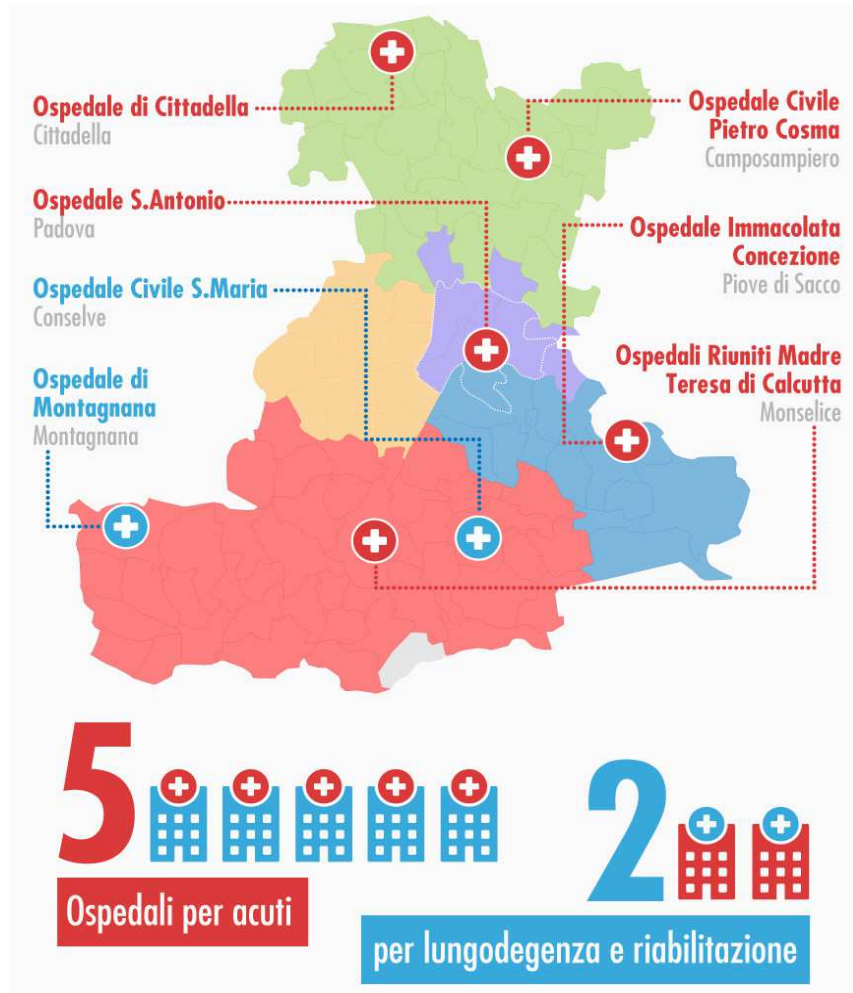 Ospedale di Cittadella
Cittadella
Ospedale S.Antonio
Padova
Ospedale Civile S.Maria
Conselve
Ospedale di
Montagnana
Montagnana
Ospedale Civile
Pietro Cosma
Camposampiero
Ospedale Immacolata
Concezione
Piove di Sacco
Ospedali Riuniti Madre
Teresa di Calcutta
Monselice
5
Ospedali per acuti
2
per lungodegenza e riabilitazione